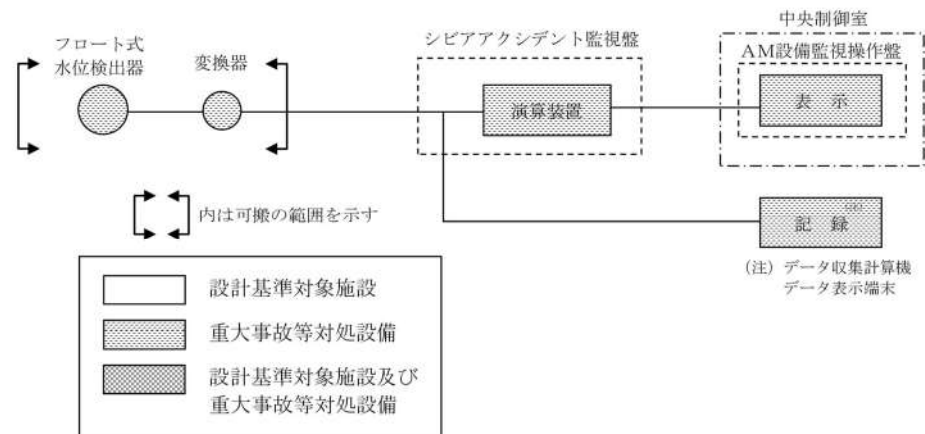 中央制御室
シビアアクシデント監視盤
AM設備監視操作盤
フロート式
水位検出器
変換器
演算装置
表 示
内は可搬の範囲を示す
記 録
(注) データ収集計算機
データ表示端末
設計基準対象施設
重大事故等対処設備
設計基準対象施設及び
重大事故等対処設備